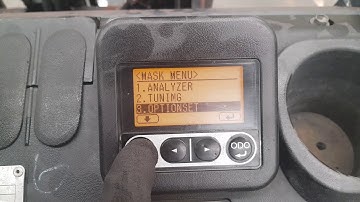 <MASK MENU>
1.ANALYZER
2.TUNING
3.OPTIONSET
ODO